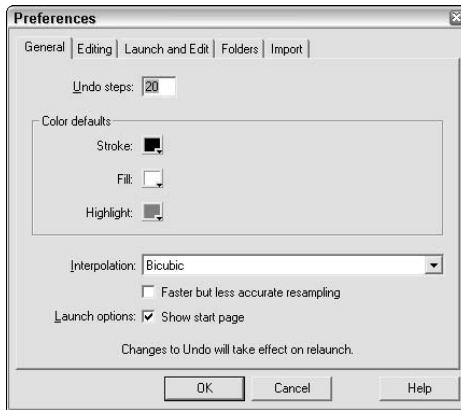 Preferences
General Editing Launch and Edit Folders Import
Undo steps: 20
Color defaults
Stroke:
Fill:
Highlight:
Interpolation: Bicubic
Faster but less accurate resampling
Launch options: Show start page
Changes to Undo will take effect on relaunch.
OK Cancel Help